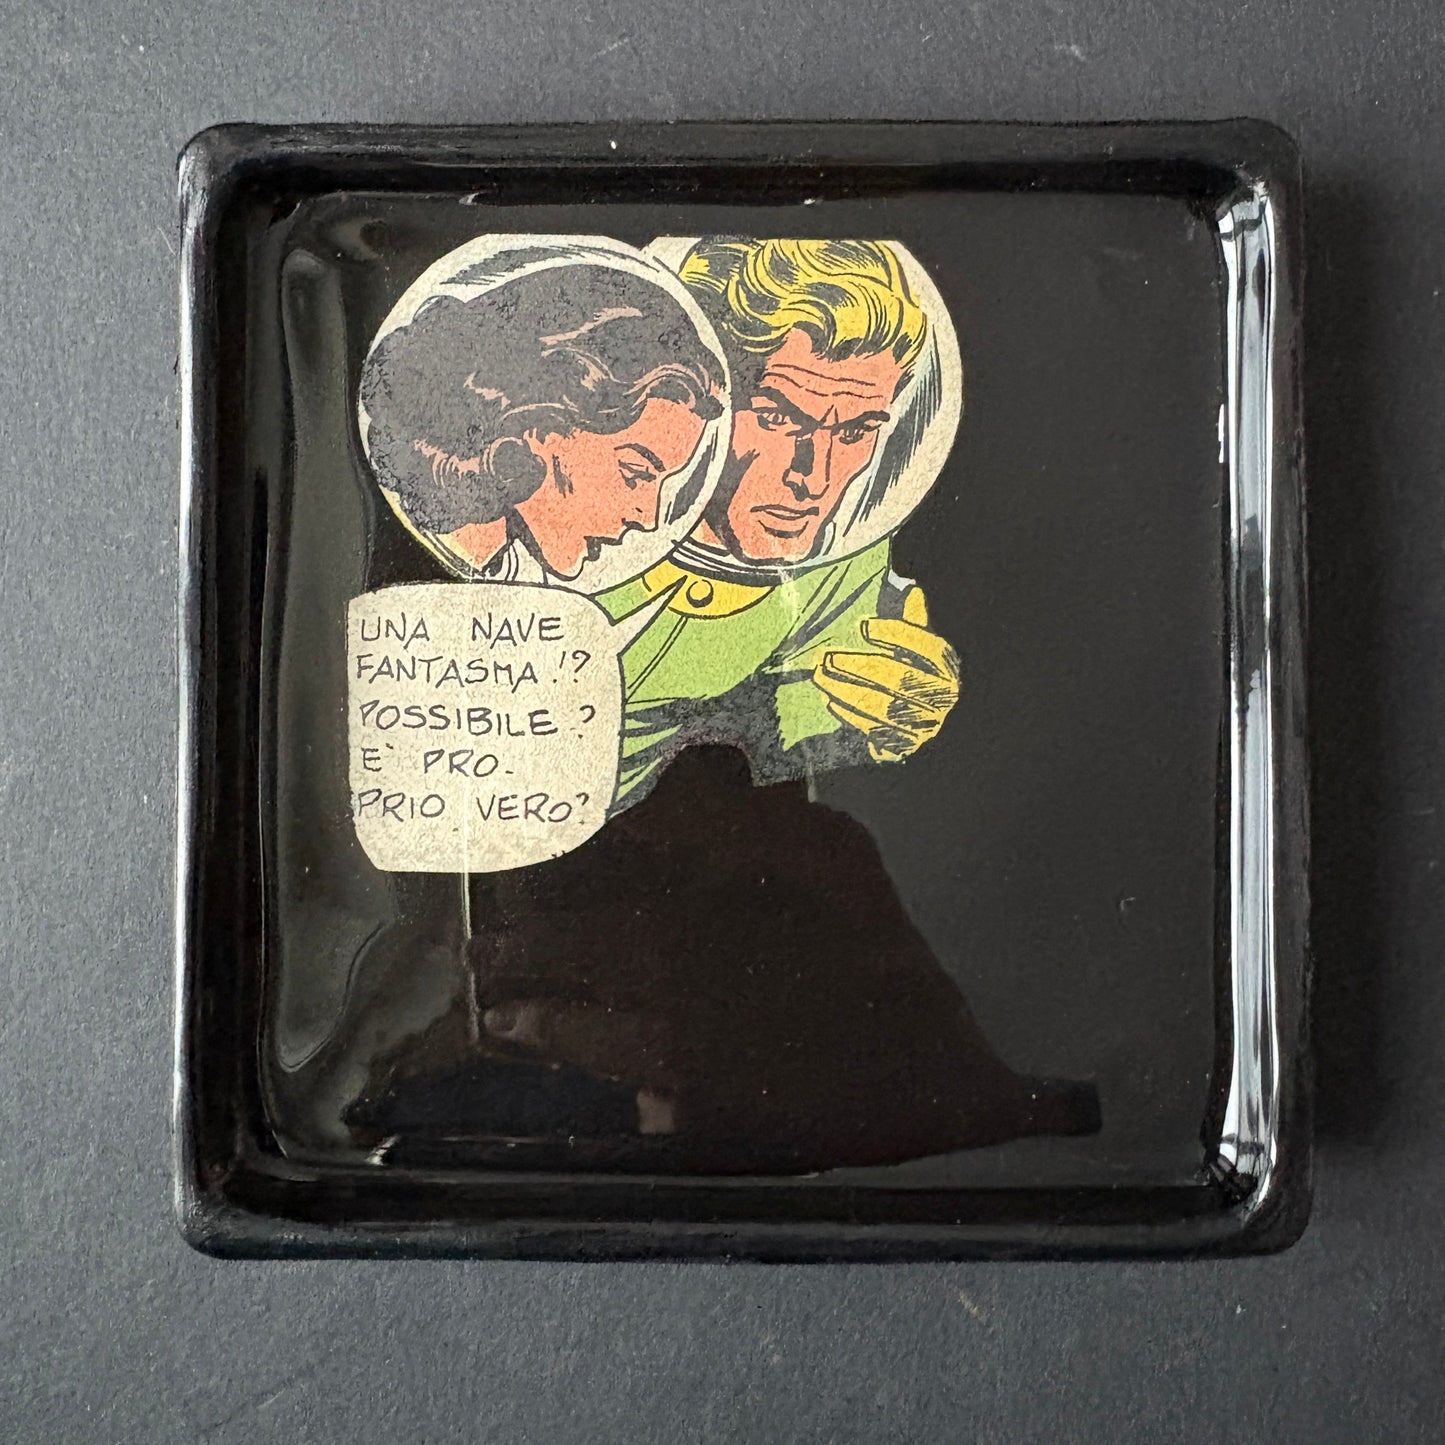 UNA NAVE
FANTASMA!?
POSSIBILE?
E' PRO-
PRIO VERO?